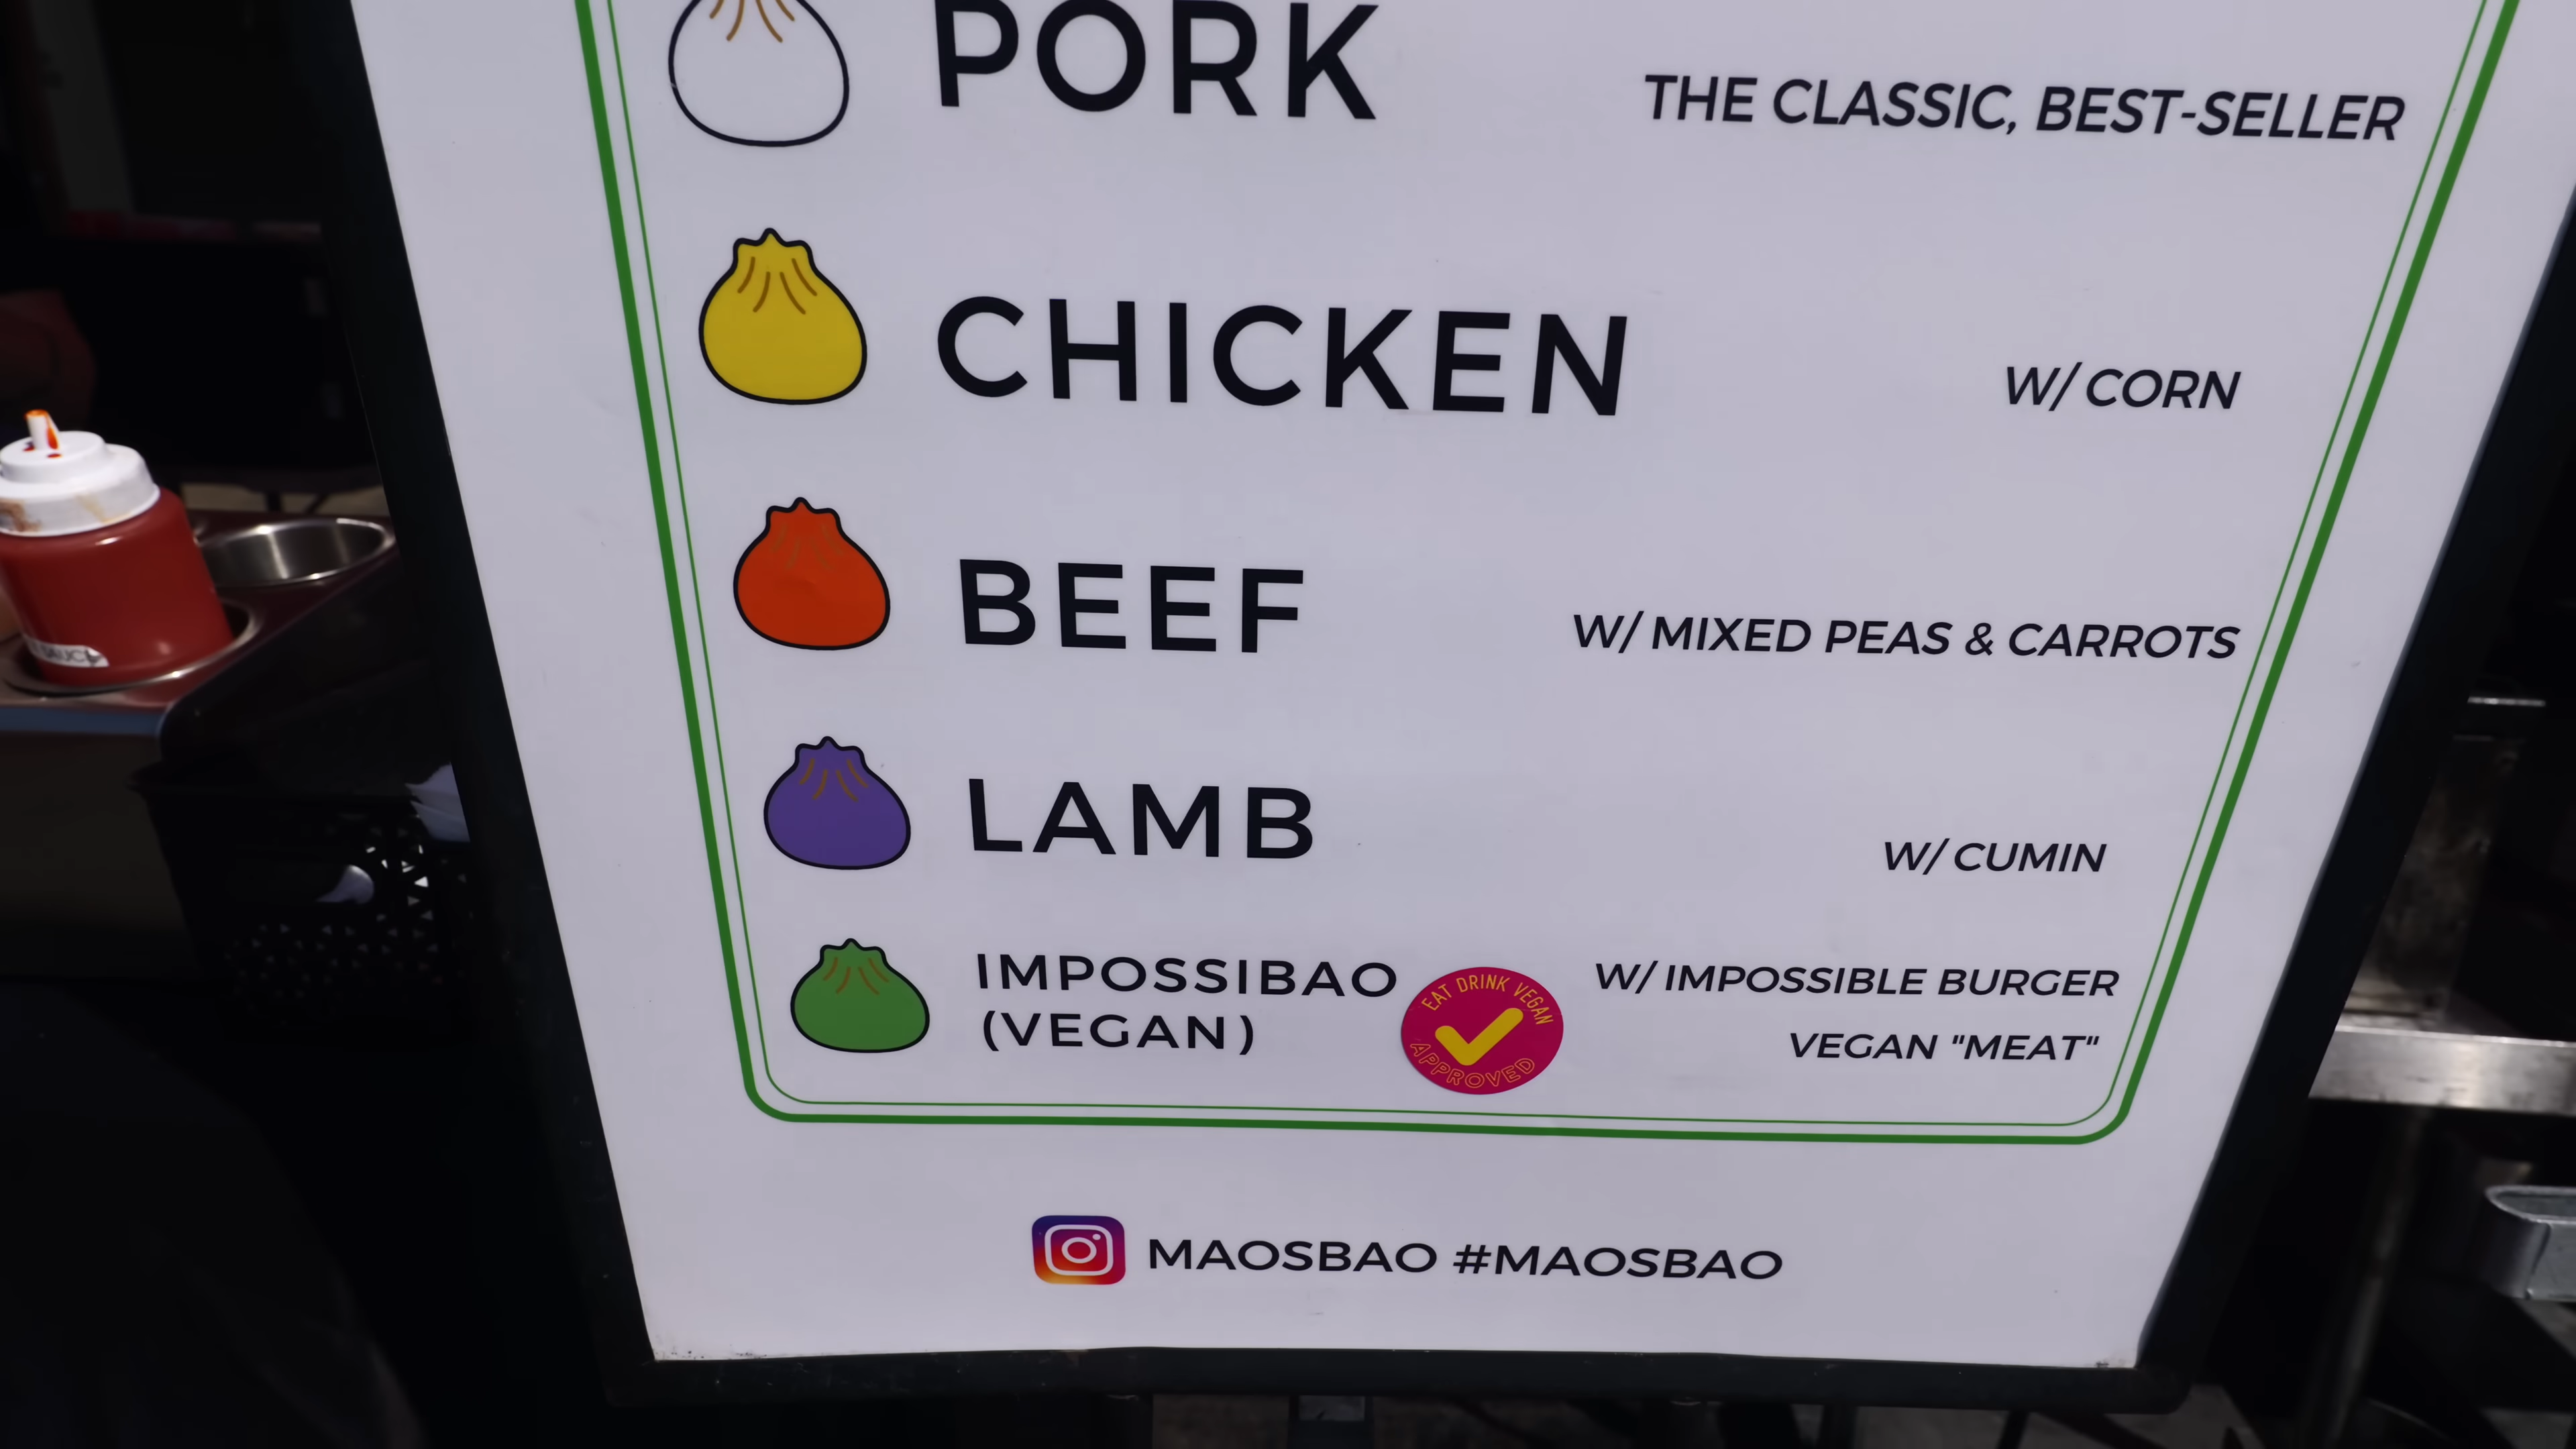 PORK
THE CLASSIC, BEST-SELLER
CHICKEN
W/ CORN
BEEF
W/ MIXED PEAS & CARROTS
LAMB
W/ CUMIN
IMPOSSIBAO
(VEGAN)
EAT DRINK VEGAN
APPROVED
W/ IMPOSSIBLE BURGER
VEGAN "MEAT"
MAOSBAO #MAOSBAO
SAUCE